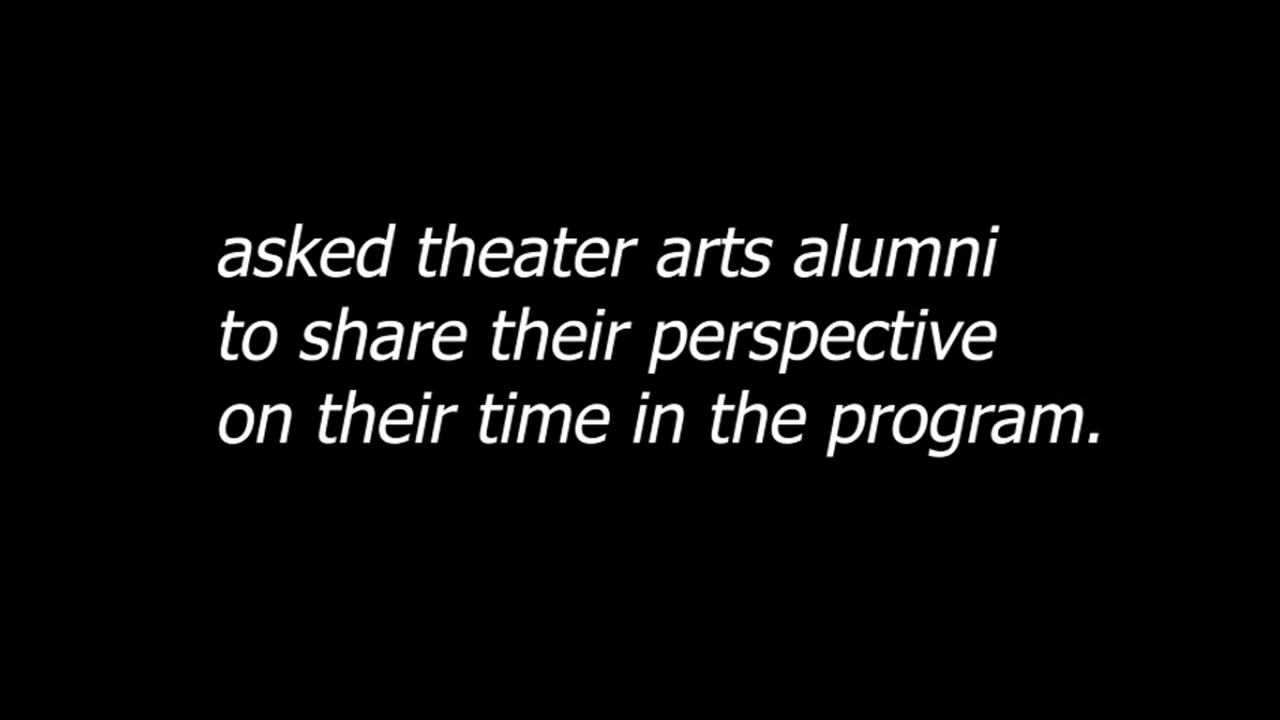 asked theater arts alumni
to share their perspective
on their time in the program.